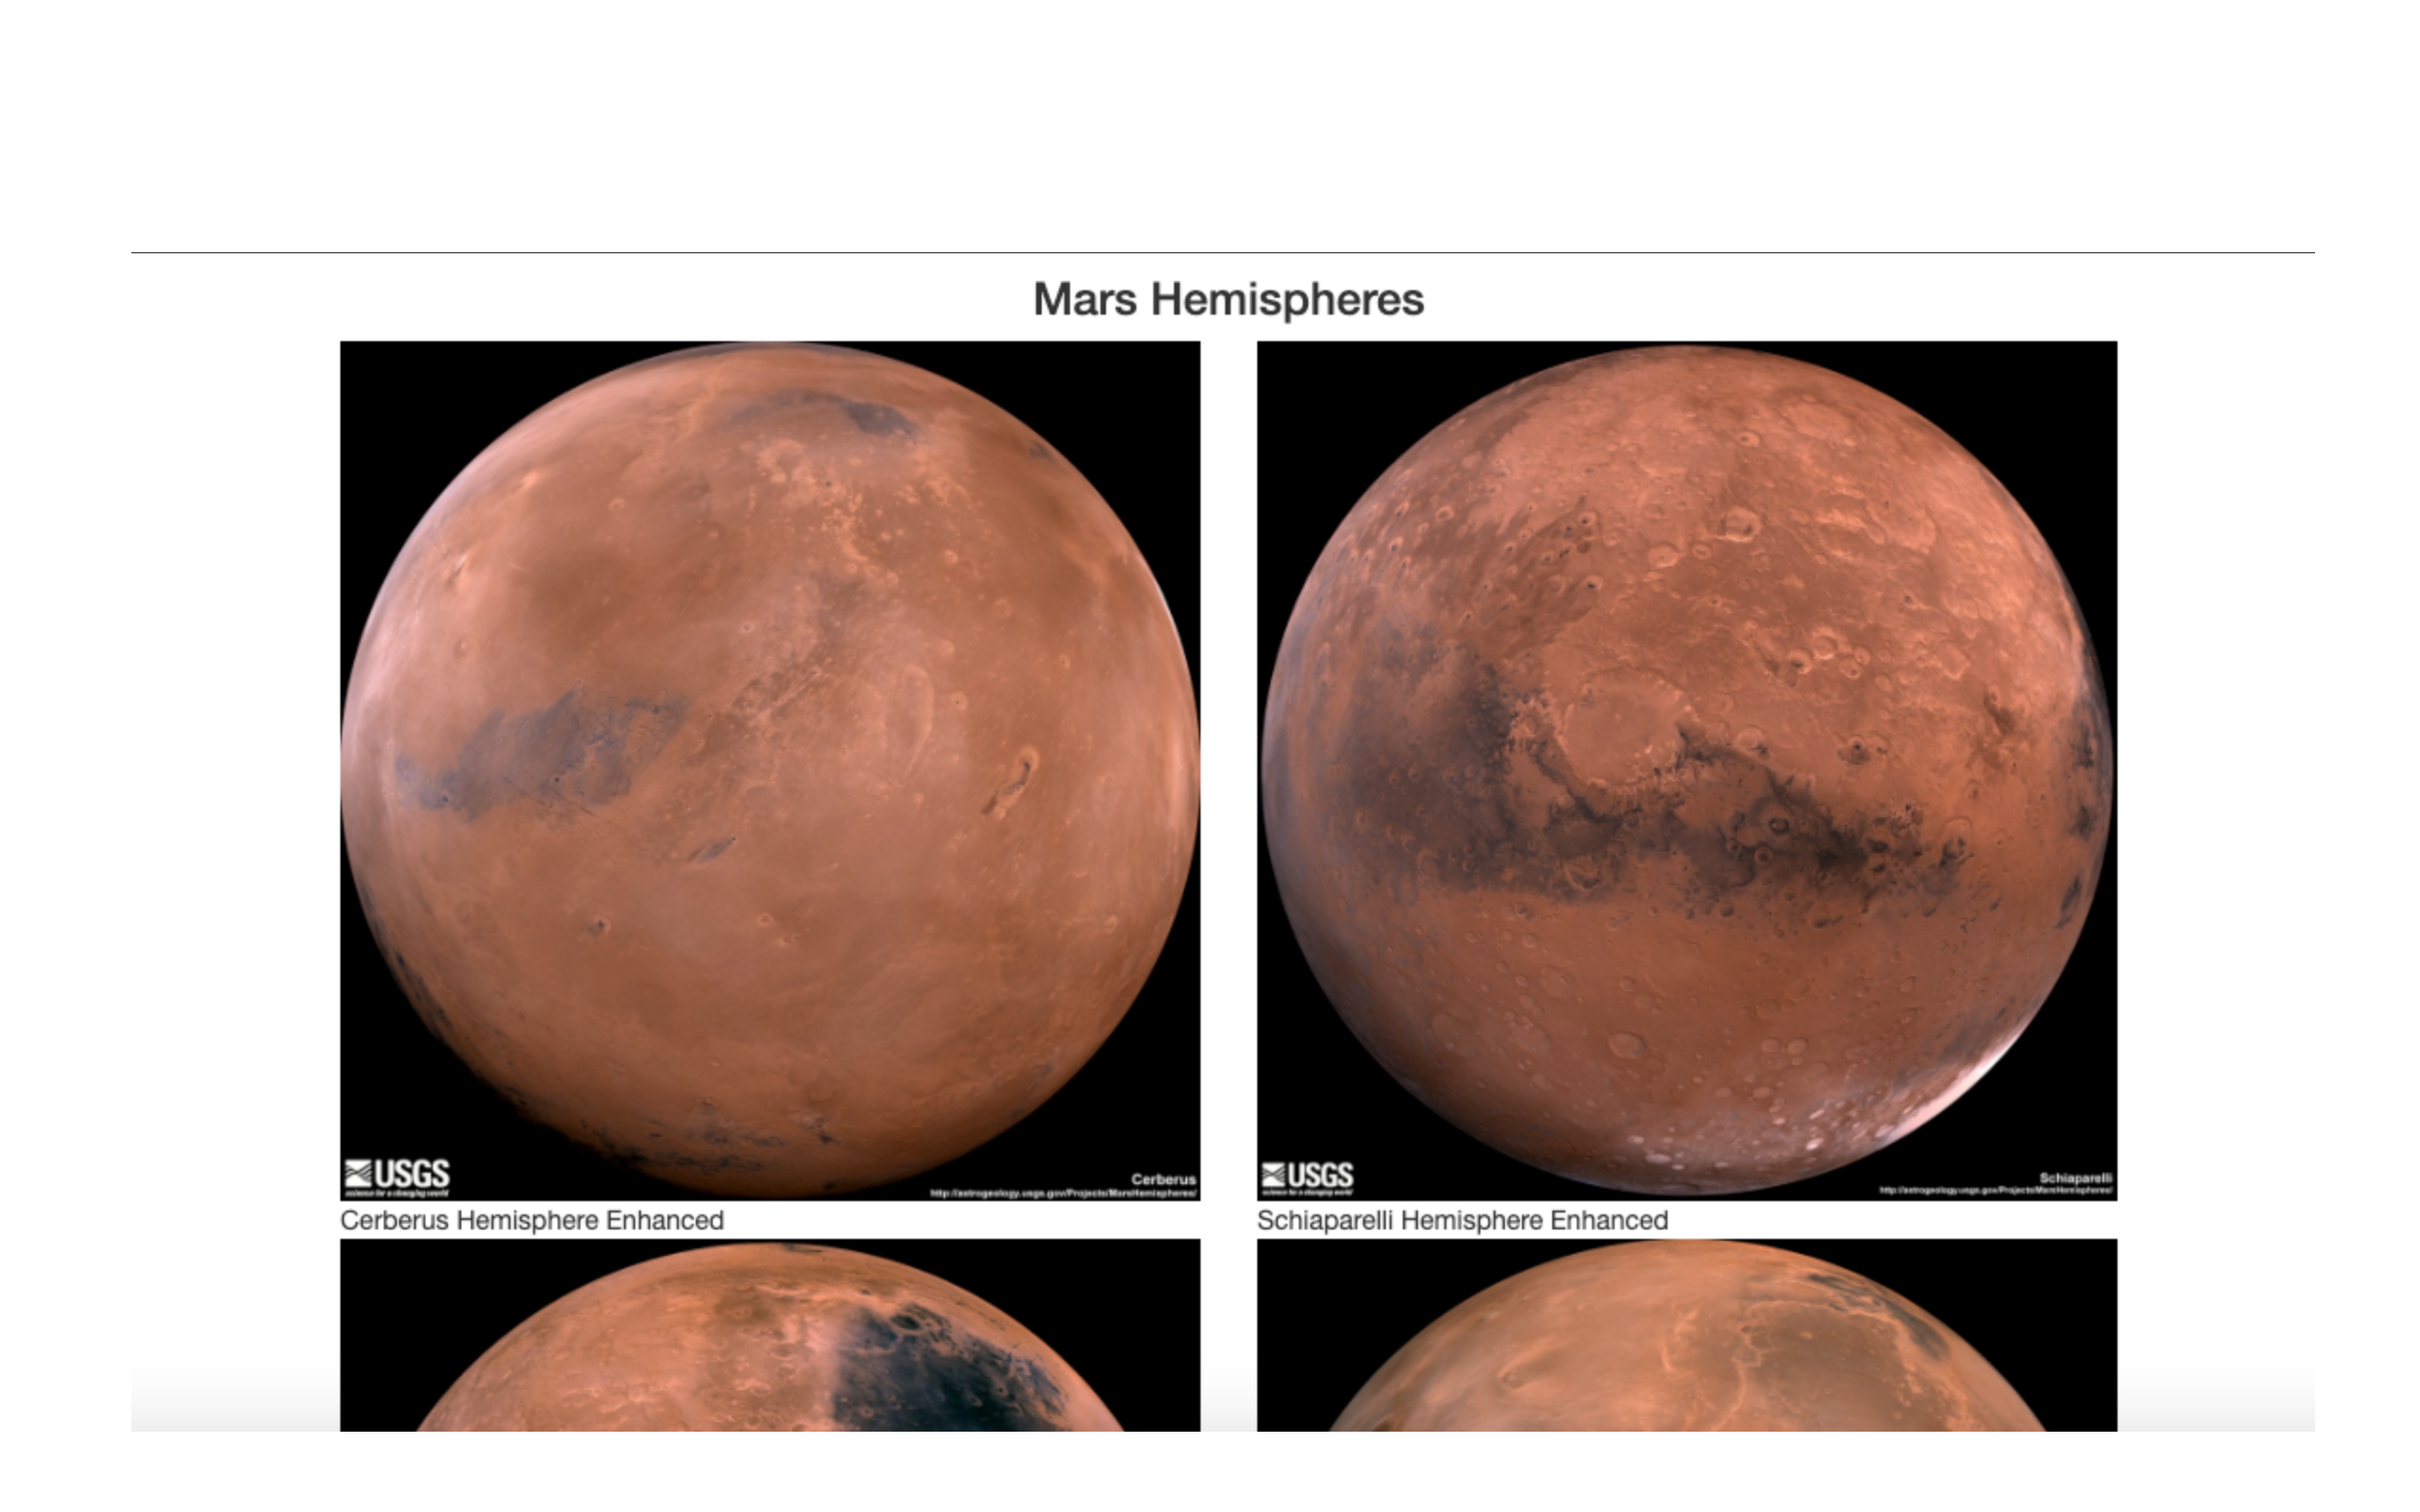 Mars Hemispheres
USGS
science for a changing world
Cerberus
http://astrogeology.usgs.gov/Projects/MarsHemispheres/
USGS
science for a changing world
Schiaparelli
http://astrogeology.usgs.gov/Projects/MarsHemispheres/
Cerberus Hemisphere Enhanced
Schiaparelli Hemisphere Enhanced